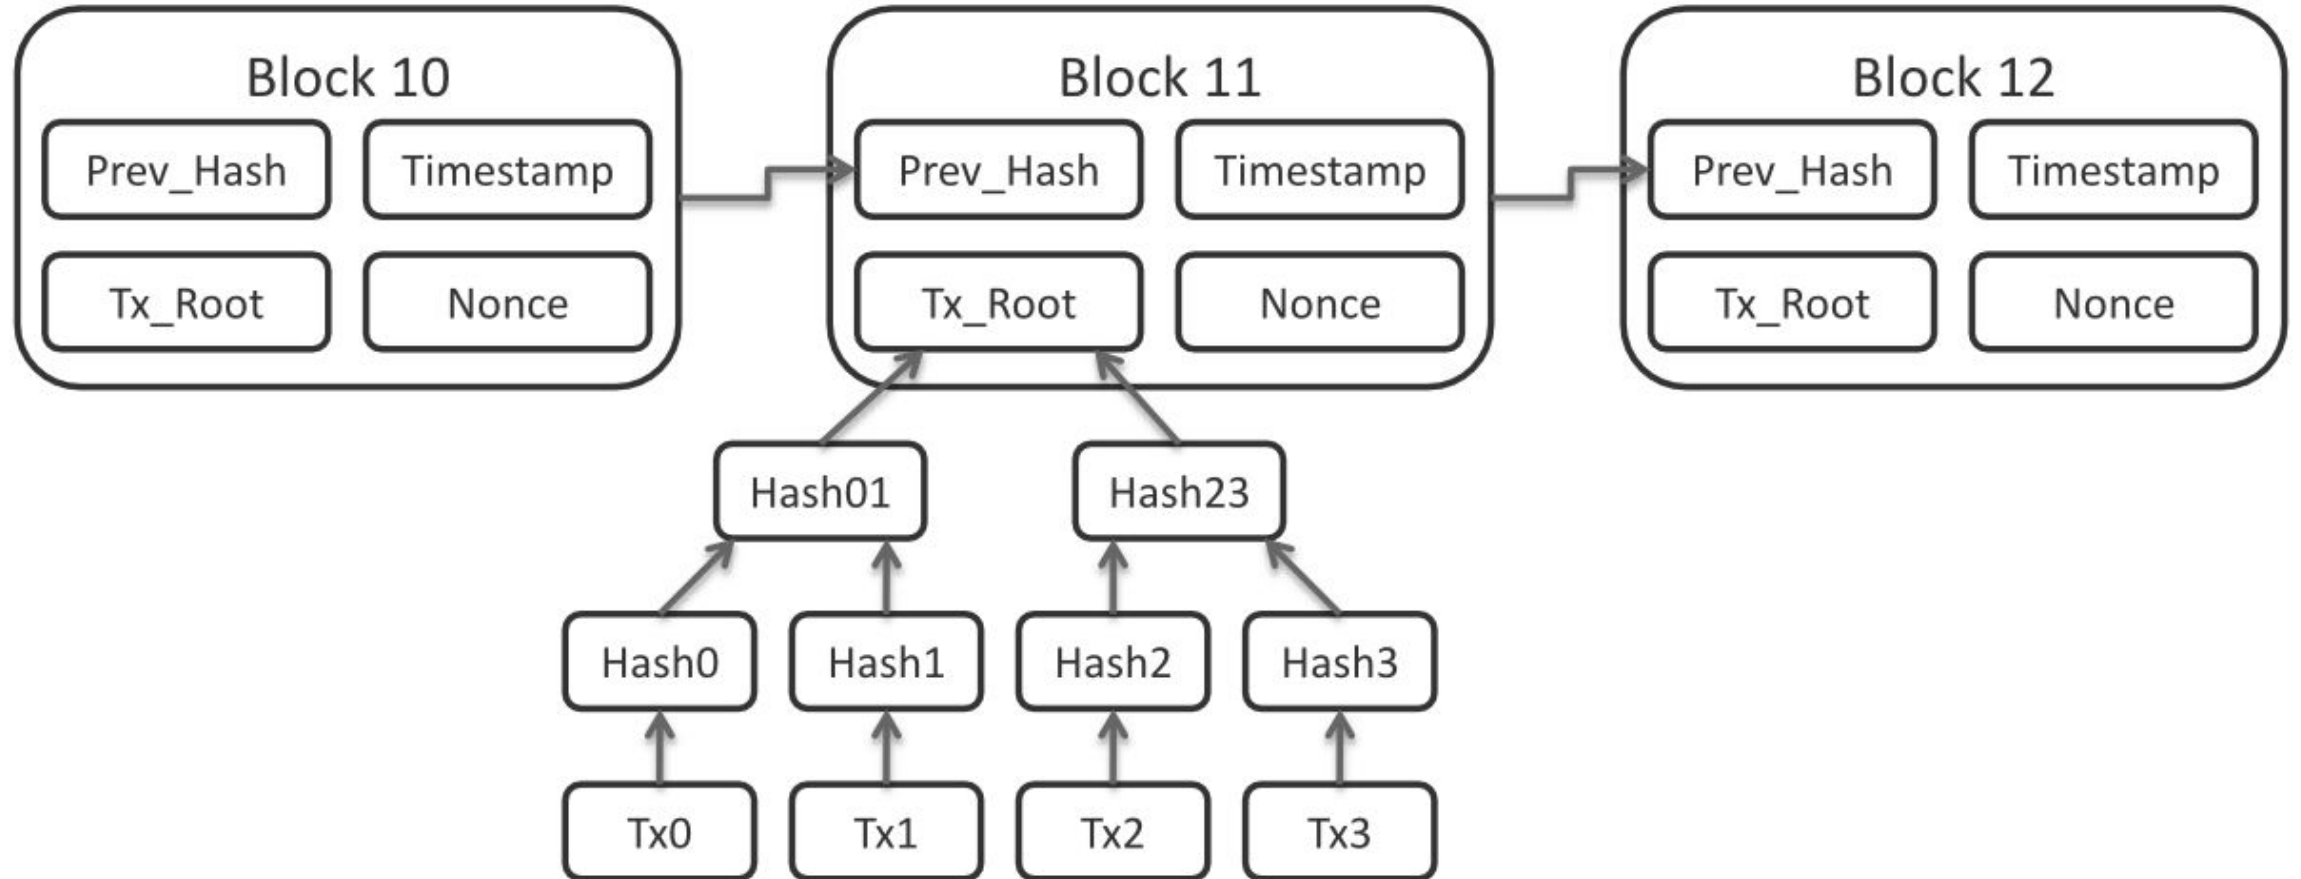 Block 10
Prev_Hash
Timestamp
Tx_Root
Nonce
Block 11
Prev_Hash
Timestamp
Tx_Root
Nonce
Block 12
Prev_Hash
Timestamp
Tx_Root
Nonce
Hash01
Hash23
Hash0
Hash1
Hash2
Hash3
Tx0
Tx1
Tx2
Tx3